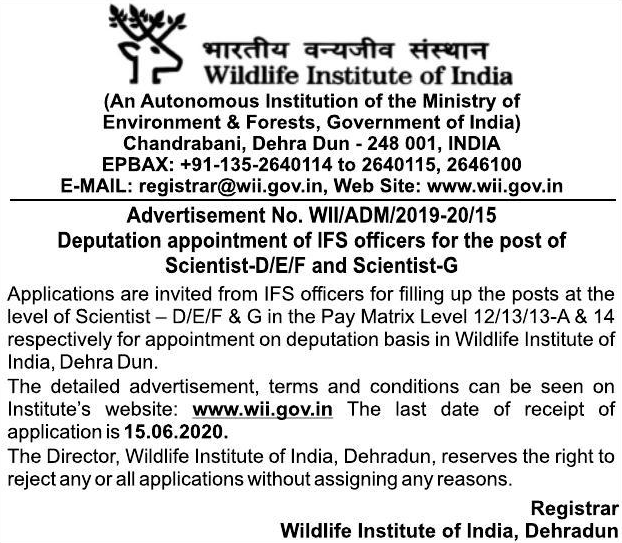 भारतीय वन्यजीव संस्थान
Wildlife Institute of India
(An Autonomous Institution of the Ministry of
Environment & Forests, Government of India)
Chandrabani, Dehra Dun - 248 001, INDIA
EPBAX: +91-135-2640114 to 2640115, 2646100
E-MAIL: registrar@wii.gov.in, Web Site: www.wii.gov.in
Advertisement No. WII/ADM/2019-20/15
Deputation appointment of IFS officers for the post of
Scientist-D/E/F and Scientist-G
Applications are invited from IFS officers for filling up the posts at the
level of Scientist – D/E/F & G in the Pay Matrix Level 12/13/13-A & 14
respectively for appointment on deputation basis in Wildlife Institute of
India, Dehra Dun.
The detailed advertisement, terms and conditions can be seen on
Institute's website: www.wii.gov.in The last date of receipt of
application is 15.06.2020.
The Director, Wildlife Institute of India, Dehradun, reserves the right to
reject any or all applications without assigning any reasons.
Registrar
Wildlife Institute of India, Dehradun